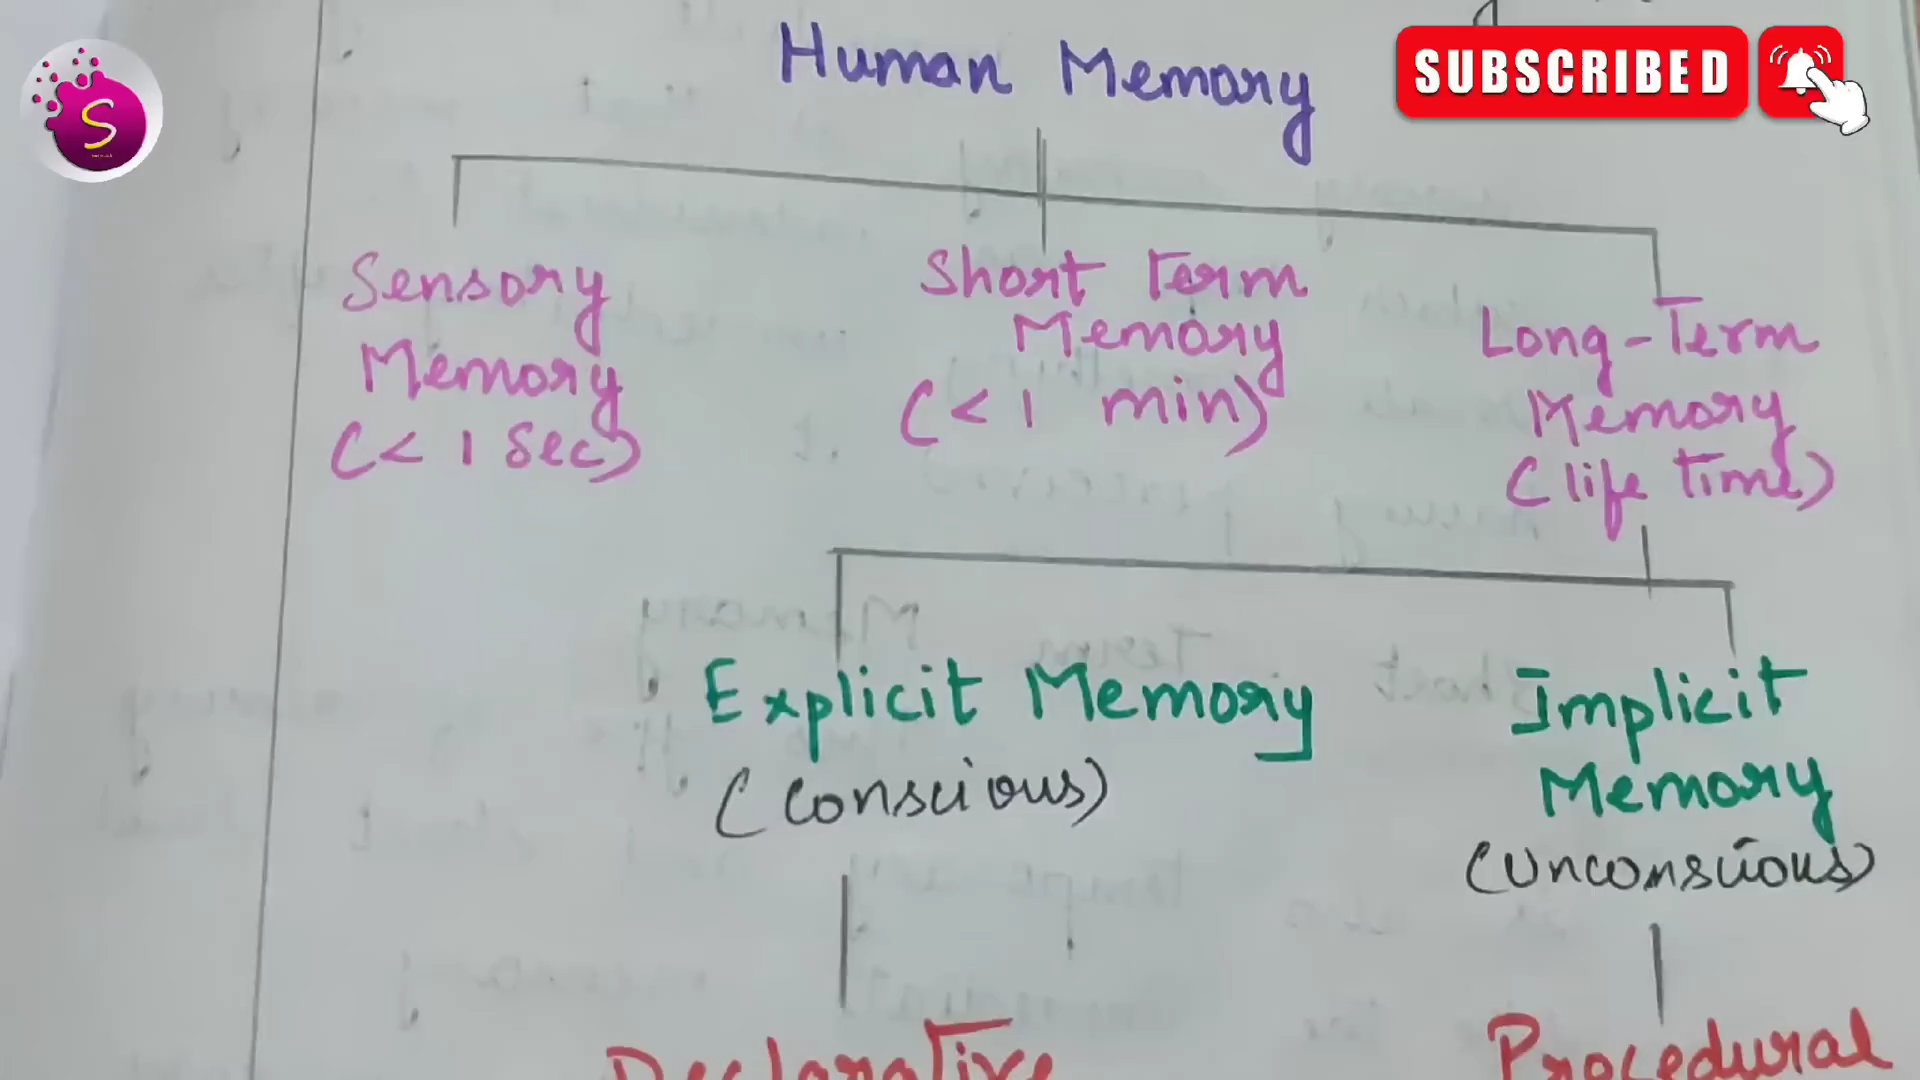 Human Memory
SUBSCRIBED
S
Sensory
Memory
(< 1 Sec)
Short Term
Memory
(< 1 min)
Long-Term
Memory
(life time)
Explicit Memory
(conscious)
Implicit
Memory
(Unconscious)
Declarative
Procedural